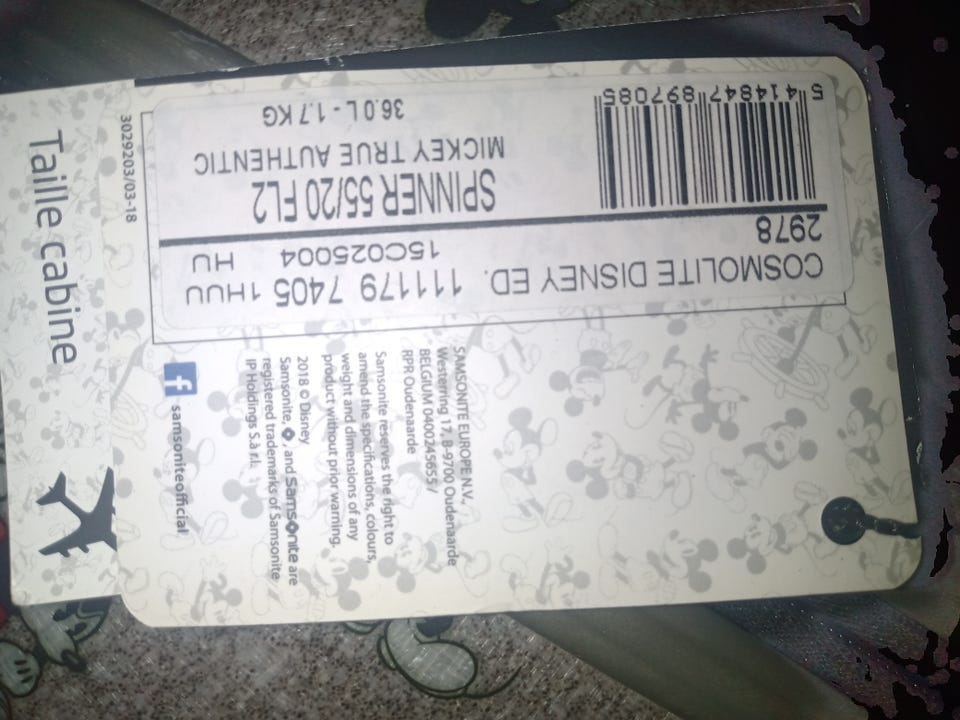 COSMOLITE DISNEY ED. 111179 7405 1HUU
2978 15C025004 HU
SPINNER 55/20 FL2
MICKEY TRUE AUTHENTIC
36.0 L - 1.7 KG
5 414847 897085
3029203/03-18
Taille cabine
SAMSONITE EUROPE N.V.,
Westerring 17, B-9700 Oudenaarde
BELGIUM 0400245655 /
RPR Oudenaarde
Samsonite reserves the right to
amend the specifications, colours,
weight and dimensions of any
product without prior warning.
2018 © Disney
Samsonite, and Samsonite are
registered trademarks of Samsonite
IP Holdings S.à r.l.
f samsoniteofficial